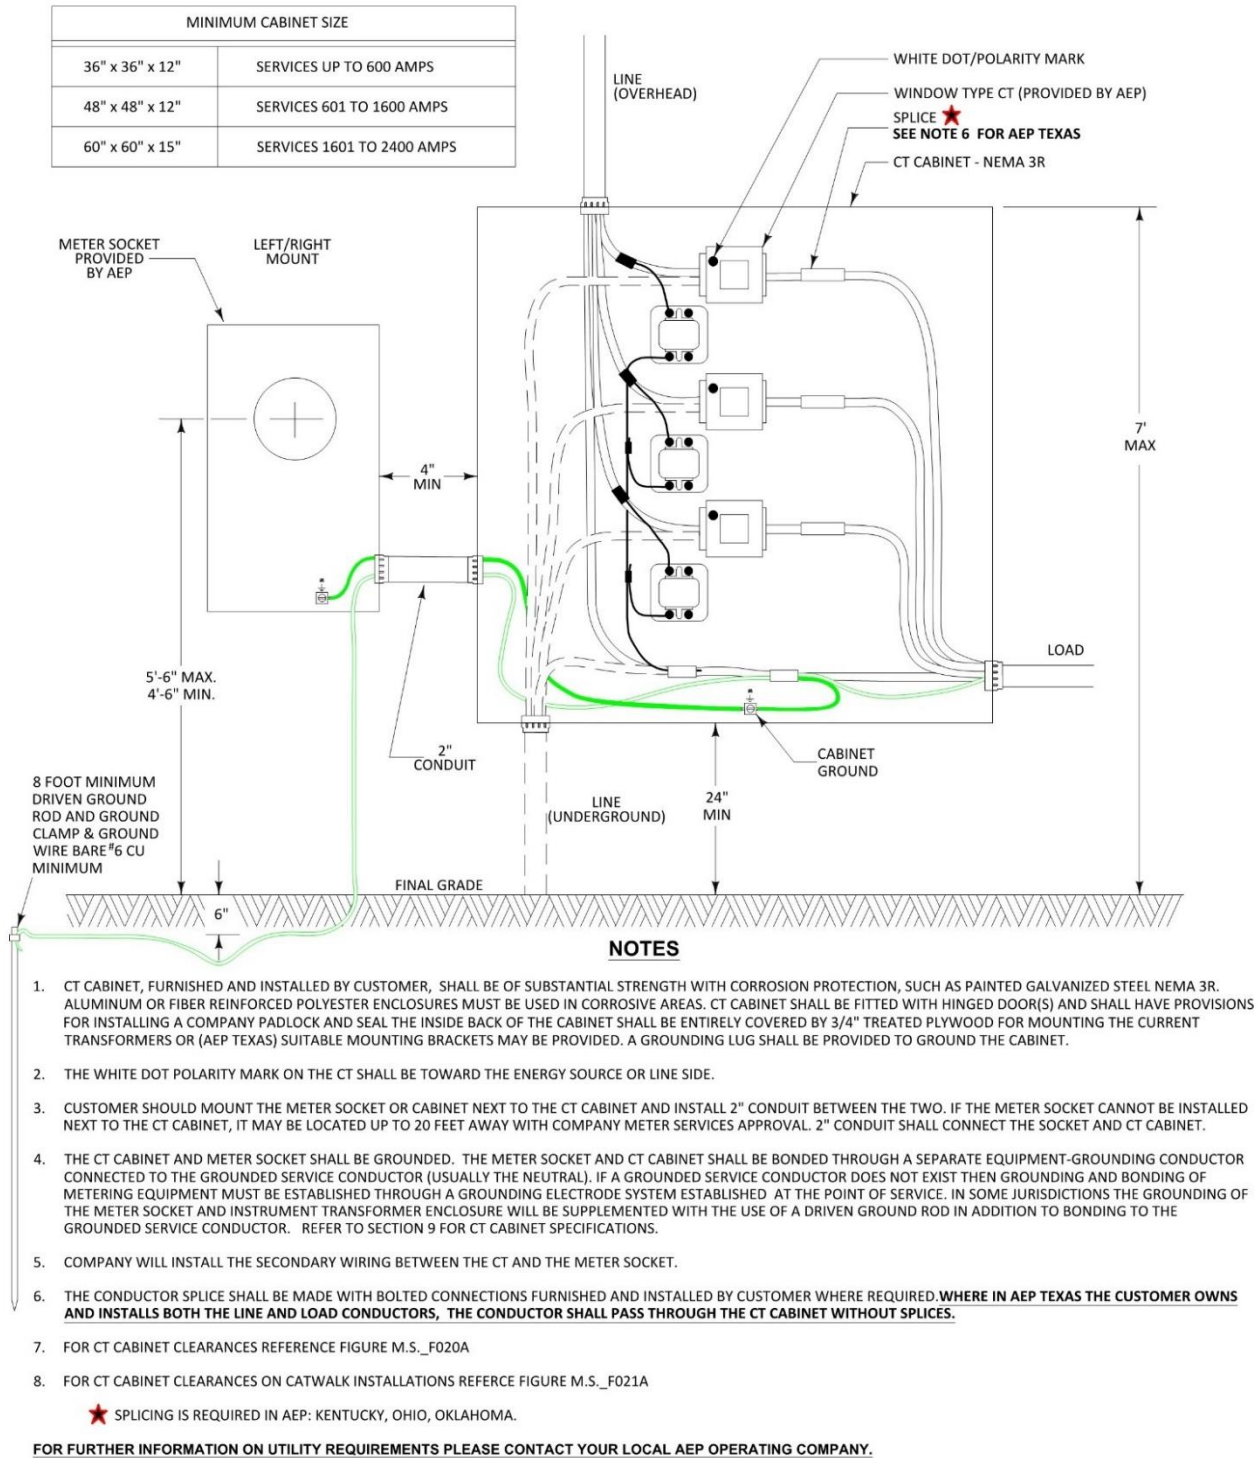 MINIMUM CABINET SIZE
36" x 36" x 12" SERVICES UP TO 600 AMPS
48" x 48" x 12" SERVICES 601 TO 1600 AMPS
60" x 60" x 15" SERVICES 1601 TO 2400 AMPS
LINE
(OVERHEAD)
WHITE DOT/POLARITY MARK
WINDOW TYPE CT (PROVIDED BY AEP)
SPLICE
SEE NOTE 6 FOR AEP TEXAS
CT CABINET - NEMA 3R
METER SOCKET
PROVIDED
BY AEP
LEFT/RIGHT
MOUNT
7'
MAX
4"
MIN
LOAD
5'-6" MAX.
4'-6" MIN.
2"
CONDUIT
CABINET
GROUND
8 FOOT MINIMUM
DRIVEN GROUND
ROD AND GROUND
CLAMP & GROUND
WIRE BARE #6 CU
MINIMUM
LINE
(UNDERGROUND)
24"
MIN
FINAL GRADE
6"
NOTES
1. CT CABINET, FURNISHED AND INSTALLED BY CUSTOMER, SHALL BE OF SUBSTANTIAL STRENGTH WITH CORROSION PROTECTION, SUCH AS PAINTED GALVANIZED STEEL NEMA 3R.
ALUMINUM OR FIBER REINFORCED POLYESTER ENCLOSURES MUST BE USED IN CORROSIVE AREAS. CT CABINET SHALL BE FITTED WITH HINGED DOOR(S) AND SHALL HAVE PROVISIONS
FOR INSTALLING A COMPANY PADLOCK AND SEAL THE INSIDE BACK OF THE CABINET SHALL BE ENTIRELY COVERED BY 3/4" TREATED PLYWOOD FOR MOUNTING THE CURRENT
TRANSFORMERS OR (AEP TEXAS) SUITABLE MOUNTING BRACKETS MAY BE PROVIDED. A GROUNDING LUG SHALL BE PROVIDED TO GROUND THE CABINET.
2. THE WHITE DOT POLARITY MARK ON THE CT SHALL BE TOWARD THE ENERGY SOURCE OR LINE SIDE.
3. CUSTOMER SHOULD MOUNT THE METER SOCKET OR CABINET NEXT TO THE CT CABINET AND INSTALL 2" CONDUIT BETWEEN THE TWO. IF THE METER SOCKET CANNOT BE INSTALLED
NEXT TO THE CT CABINET, IT MAY BE LOCATED UP TO 20 FEET AWAY WITH COMPANY METER SERVICES APPROVAL. 2" CONDUIT SHALL CONNECT THE SOCKET AND CT CABINET.
4. THE CT CABINET AND METER SOCKET SHALL BE GROUNDED. THE METER SOCKET AND CT CABINET SHALL BE BONDED THROUGH A SEPARATE EQUIPMENT-GROUNDING CONDUCTOR
CONNECTED TO THE GROUNDED SERVICE CONDUCTOR (USUALLY THE NEUTRAL). IF A GROUNDED SERVICE CONDUCTOR DOES NOT EXIST THEN GROUNDING AND BONDING OF
METERING EQUIPMENT MUST BE ESTABLISHED THROUGH A GROUNDING ELECTRODE SYSTEM ESTABLISHED AT THE POINT OF SERVICE. IN SOME JURISDICTIONS THE GROUNDING OF
THE METER SOCKET AND INSTRUMENT TRANSFORMER ENCLOSURE WILL BE SUPPLEMENTED WITH THE USE OF A DRIVEN GROUND ROD IN ADDITION TO BONDING TO THE
GROUNDED SERVICE CONDUCTOR. REFER TO SECTION 9 FOR CT CABINET SPECIFICATIONS.
5. COMPANY WILL INSTALL THE SECONDARY WIRING BETWEEN THE CT AND THE METER SOCKET.
6. THE CONDUCTOR SPLICE SHALL BE MADE WITH BOLTED CONNECTIONS FURNISHED AND INSTALLED BY CUSTOMER WHERE REQUIRED.WHERE IN AEP TEXAS THE CUSTOMER OWNS
AND INSTALLS BOTH THE LINE AND LOAD CONDUCTORS, THE CONDUCTOR SHALL PASS THROUGH THE CT CABINET WITHOUT SPLICES.
7. FOR CT CABINET CLEARANCES REFERENCE FIGURE M.S._F020A
8. FOR CT CABINET CLEARANCES ON CATWALK INSTALLATIONS REFERCE FIGURE M.S._F021A
SPLICING IS REQUIRED IN AEP: KENTUCKY, OHIO, OKLAHOMA.
FOR FURTHER INFORMATION ON UTILITY REQUIREMENTS PLEASE CONTACT YOUR LOCAL AEP OPERATING COMPANY.